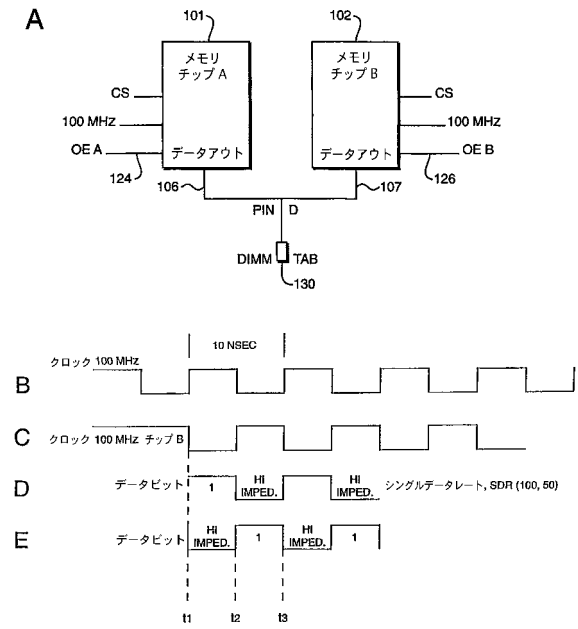 A
101
102
メモリ
チップ A
メモリ
チップ B
CS
CS
100 MHz
100 MHz
OE A
データアウト
データアウト
OE B
124
106
107
126
PIN D
DIMM TAB
130
10 NSEC
クロック 100 MHz
B
C
クロック 100 MHz チップ B
D
データビット
1
HI
IMPED.
HI
IMPED.
シングルデータレート, SDR (100, 50)
E
データビット
HI
IMPED.
1
HI
IMPED.
1
t1
t2
t3